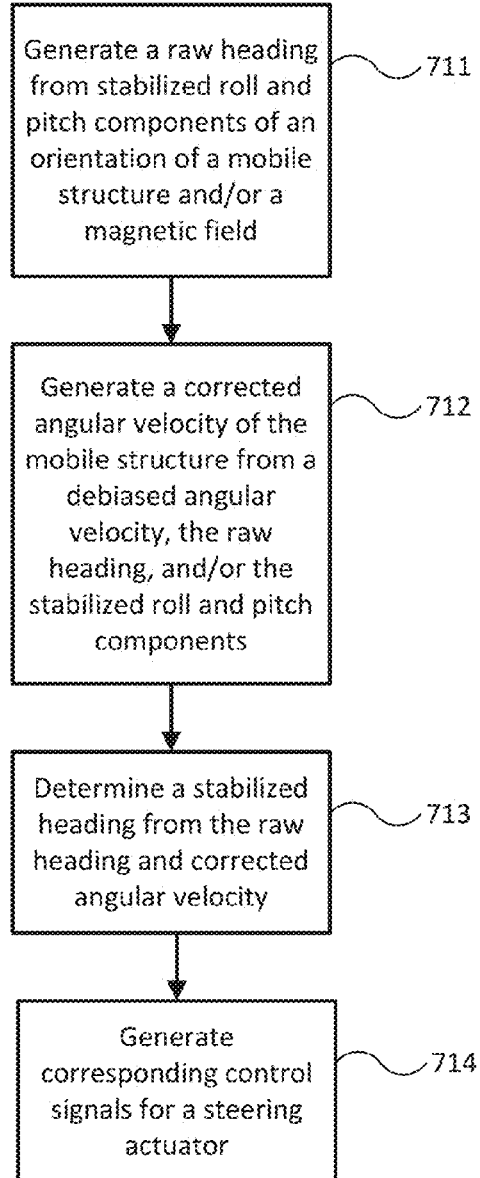 Generate a raw heading
from stabilized roll and
pitch components of an
orientation of a mobile
structure and/or a
magnetic field
711
Generate a corrected
angular velocity of the
mobile structure from a
debiased angular
velocity, the raw
heading, and/or the
stabilized roll and pitch
components
712
Determine a stabilized
heading from the raw
heading and corrected
angular velocity
713
Generate
corresponding control
signals for a steering
actuator
714